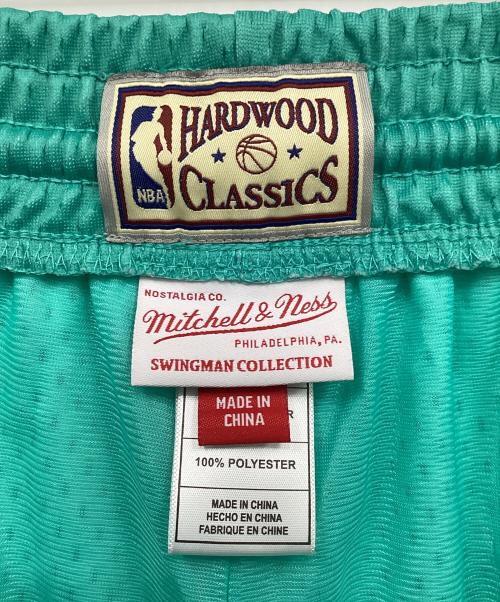 NBA
HARDWOOD
CLASSICS
NOSTALGIA CO.
Mitchell & Ness
PHILADELPHIA, PA.
SWINGMAN COLLECTION
MADE IN
CHINA
R
100% POLYESTER
MADE IN CHINA
HECHO EN CHINA
FABRIQUE EN CHINE